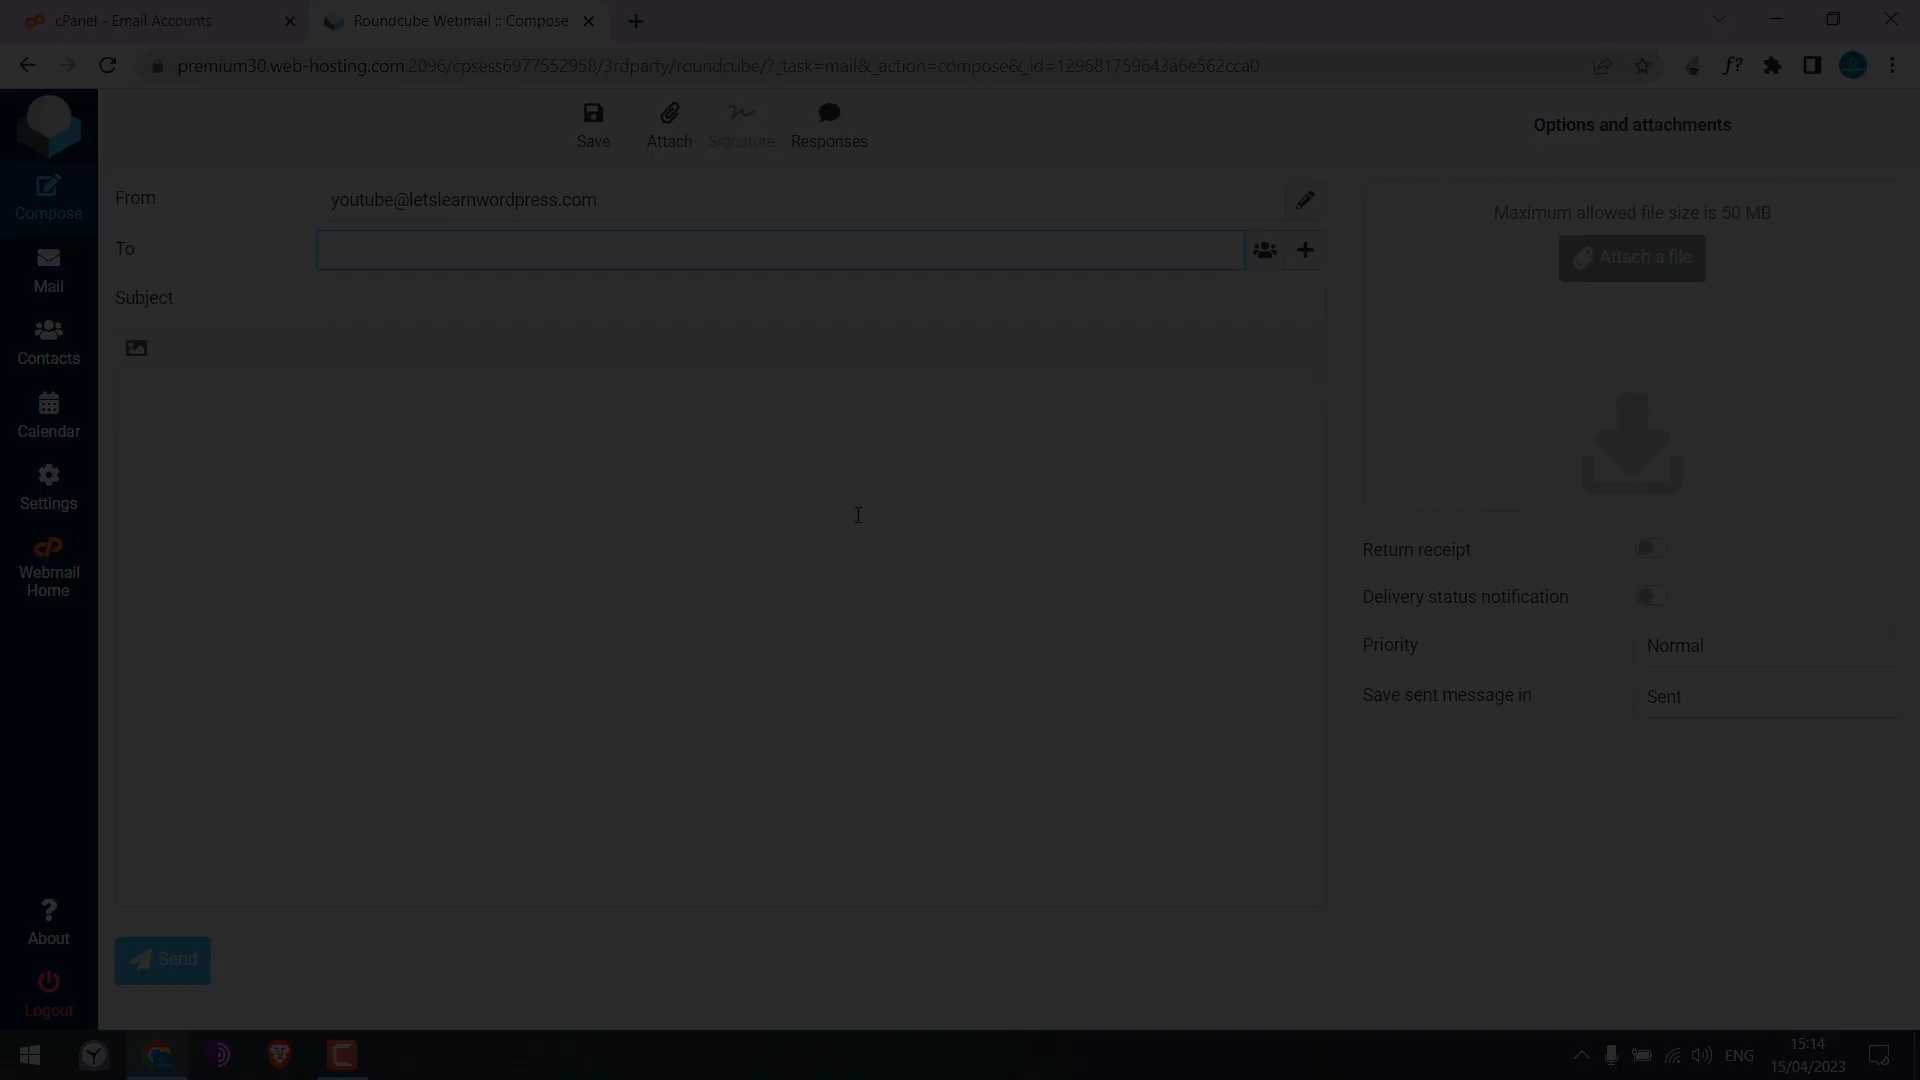 cPanel - Email Accounts
Roundcube Webmail :: Compose
premium30.web-hosting.com:2096/cpsess6977552958/3rdparty/roundcube/?_task=mail&_action=compose&_id=129681759643a6e562cca0
f?
Save
Attach
Signature
Responses
Options and attachments
Compose
Mail
Contacts
Calendar
Settings
cP
Webmail
Home
About
Logout
From
youtube@letslearnwordpress.com
To
Subject
Send
Maximum allowed file size is 50 MB
Attach a file
Return receipt
Delivery status notification
Priority
Normal
Save sent message in
Sent
ENG
15:14
15/04/2023